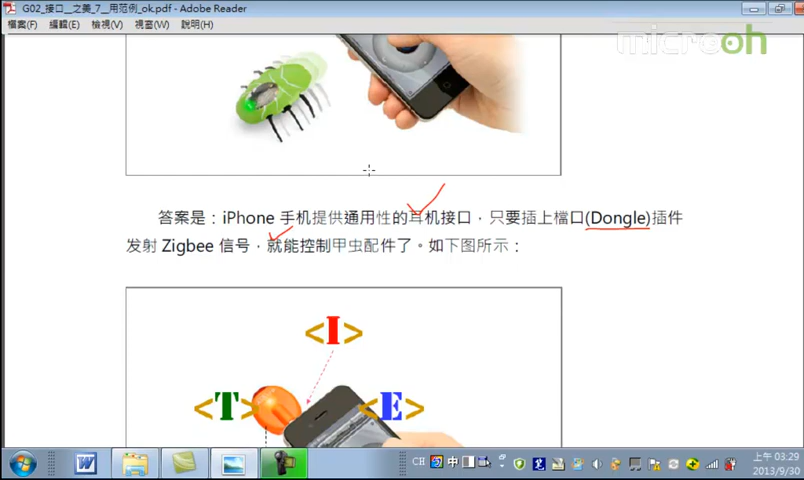 G02_接口__之美_7__用范例_ok.pdf - Adobe Reader
檔案(F) 編輯(E) 檢視(V) 視窗(W) 說明(H)
microoh
答案是：iPhone 手机提供通用性的耳机接口，只要插上檔口(Dongle)插件
发射 Zigbee 信号，就能控制甲虫配件了。如下图所示：
<I>
<T> <E>
CH 中
上午 03:29
2013/9/30